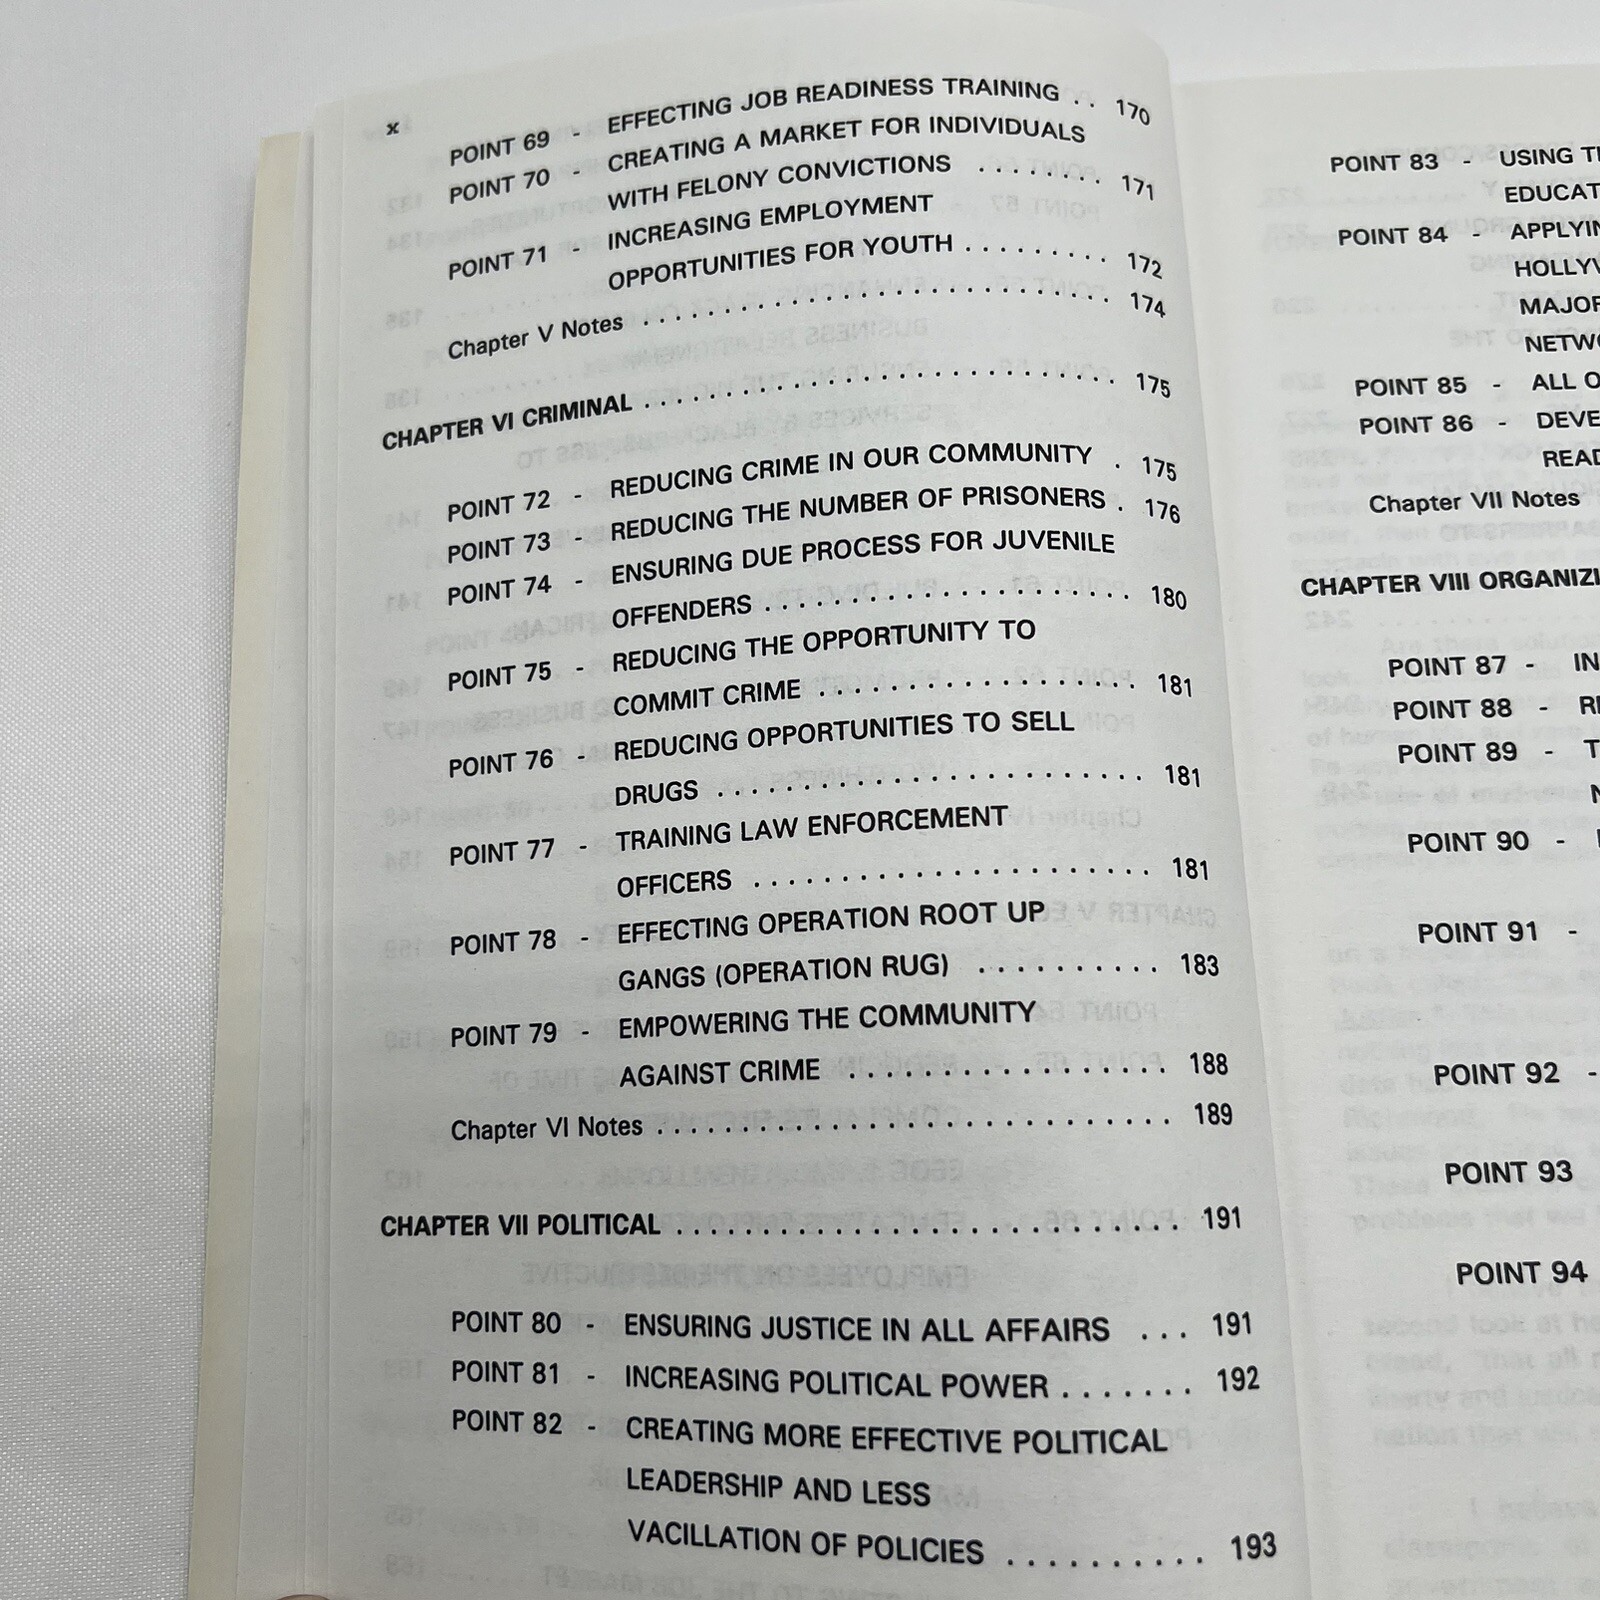 x
POINT 69 - EFFECTING JOB READINESS TRAINING . . 170
POINT 70 - CREATING A MARKET FOR INDIVIDUALS
WITH FELONY CONVICTIONS . . . . . . . . 171
POINT 71 - INCREASING EMPLOYMENT
OPPORTUNITIES FOR YOUTH . . . . . . . . . 172
Chapter V Notes . . . . . . . . . . . . . . . . . . . . . . . . . . . . 174
CHAPTER VI CRIMINAL . . . . . . . . . . . . . . . . . . . . . . . . . . . . 175
POINT 72 - REDUCING CRIME IN OUR COMMUNITY . 175
POINT 73 - REDUCING THE NUMBER OF PRISONERS . 176
POINT 74 - ENSURING DUE PROCESS FOR JUVENILE
OFFENDERS . . . . . . . . . . . . . . . . . . . . . . 180
POINT 75 - REDUCING THE OPPORTUNITY TO
COMMIT CRIME . . . . . . . . . . . . . . . . . . . 181
POINT 76 - REDUCING OPPORTUNITIES TO SELL
DRUGS . . . . . . . . . . . . . . . . . . . . . . . . . 181
POINT 77 - TRAINING LAW ENFORCEMENT
OFFICERS . . . . . . . . . . . . . . . . . . . . . . . 181
POINT 78 - EFFECTING OPERATION ROOT UP
GANGS (OPERATION RUG) . . . . . . . . . . 183
POINT 79 - EMPOWERING THE COMMUNITY
AGAINST CRIME . . . . . . . . . . . . . . . . . . 188
Chapter VI Notes . . . . . . . . . . . . . . . . . . . . . . . . . . . . . 189
CHAPTER VII POLITICAL . . . . . . . . . . . . . . . . . . . . . . . . . . . . 191
POINT 80 - ENSURING JUSTICE IN ALL AFFAIRS . . . 191
POINT 81 - INCREASING POLITICAL POWER . . . . . . . 192
POINT 82 - CREATING MORE EFFECTIVE POLITICAL
LEADERSHIP AND LESS
VACILLATION OF POLICIES . . . . . . . . . . 193
POINT 83 - USING
EDUCAT
POINT 84 - APPLYIN
HOLLYW
MAJOR
NETWO
POINT 85 - ALL O
POINT 86 - DEVE
READ
Chapter VII Notes
CHAPTER VIII ORGANIZI
POINT 87 - IN
POINT 88 -
POINT 89 - T
POINT 90 -
POINT 91 -
POINT 92 -
POINT 93
POINT 94